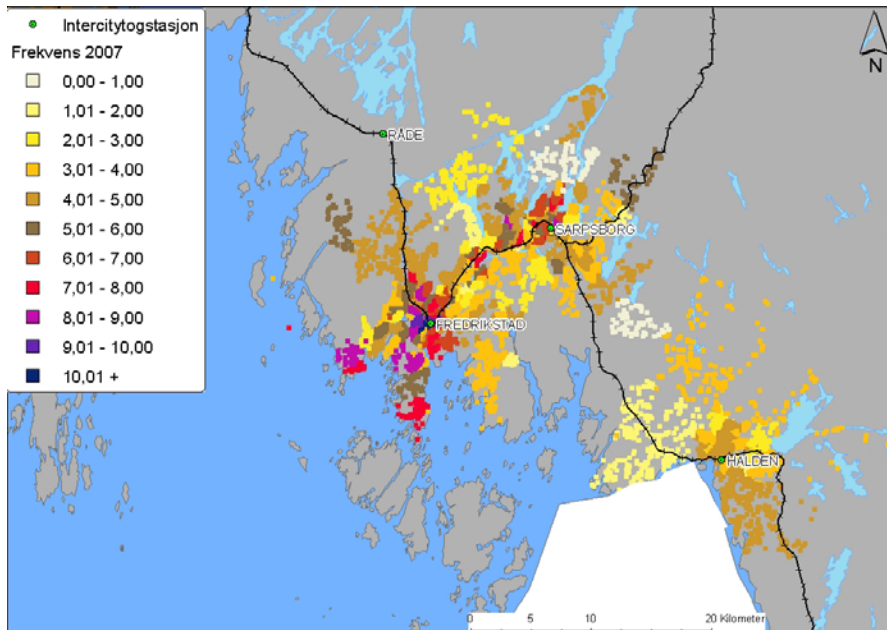 Intercitytogstasjon
Frekvens 2007
0,00 - 1,00
1,01 - 2,00
2,01 - 3,00
3,01 - 4,00
4,01 - 5,00
5,01 - 6,00
6,01 - 7,00
7,01 - 8,00
8,01 - 9,00
9,01 - 10,00
10,01 +
N
RÅDE
SARPSBORG
FREDRIKSTAD
HALDEN
0 5 10 20 Kilometer